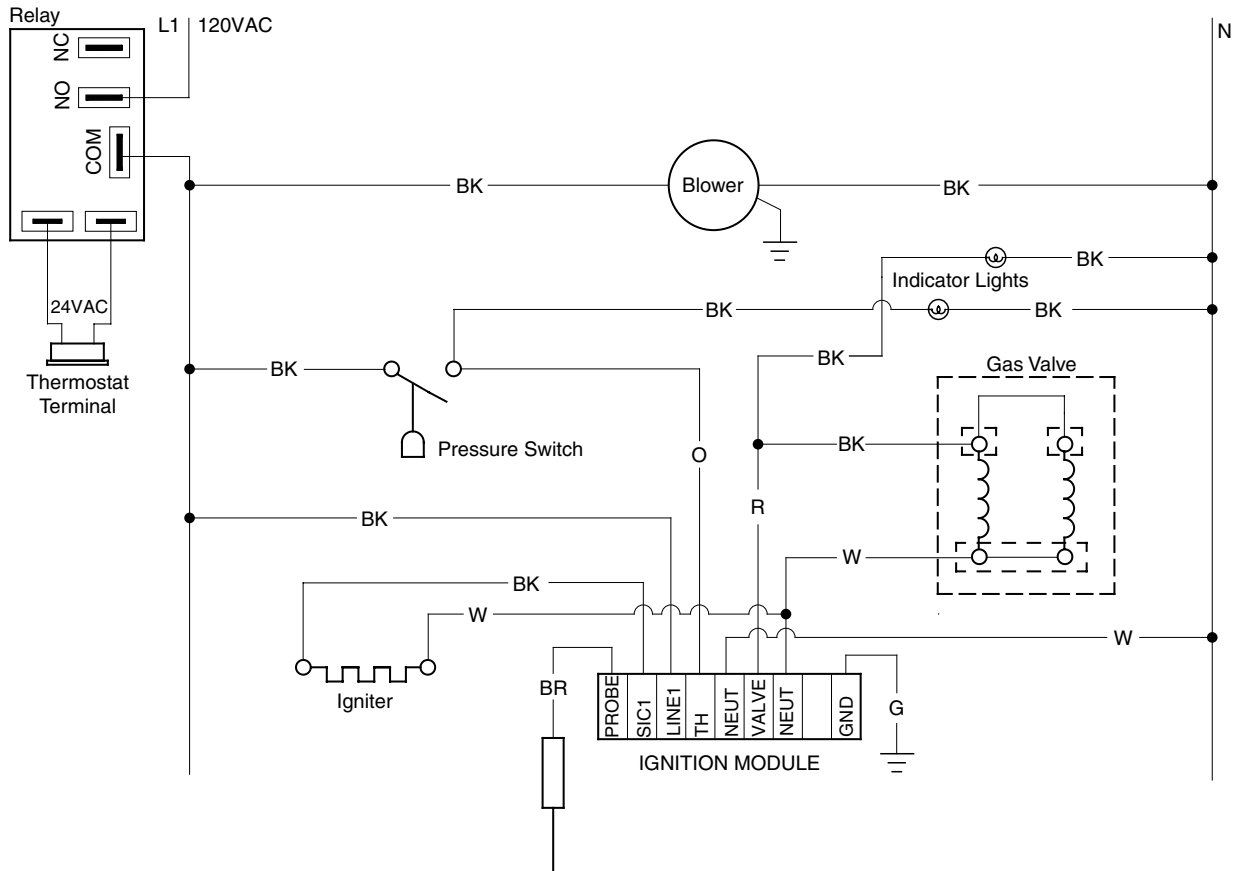 Relay
L1
120VAC
N
NC
NO
COM
BK
Blower
BK
BK
Indicator Lights
24VAC
BK
BK
Thermostat
Terminal
BK
BK
Gas Valve
Pressure Switch
O
BK
R
BK
W
BK
W
W
Igniter
BR
PROBE
SIC1
LINE1
TH
NEUT
VALVE
NEUT
GND
G
IGNITION MODULE